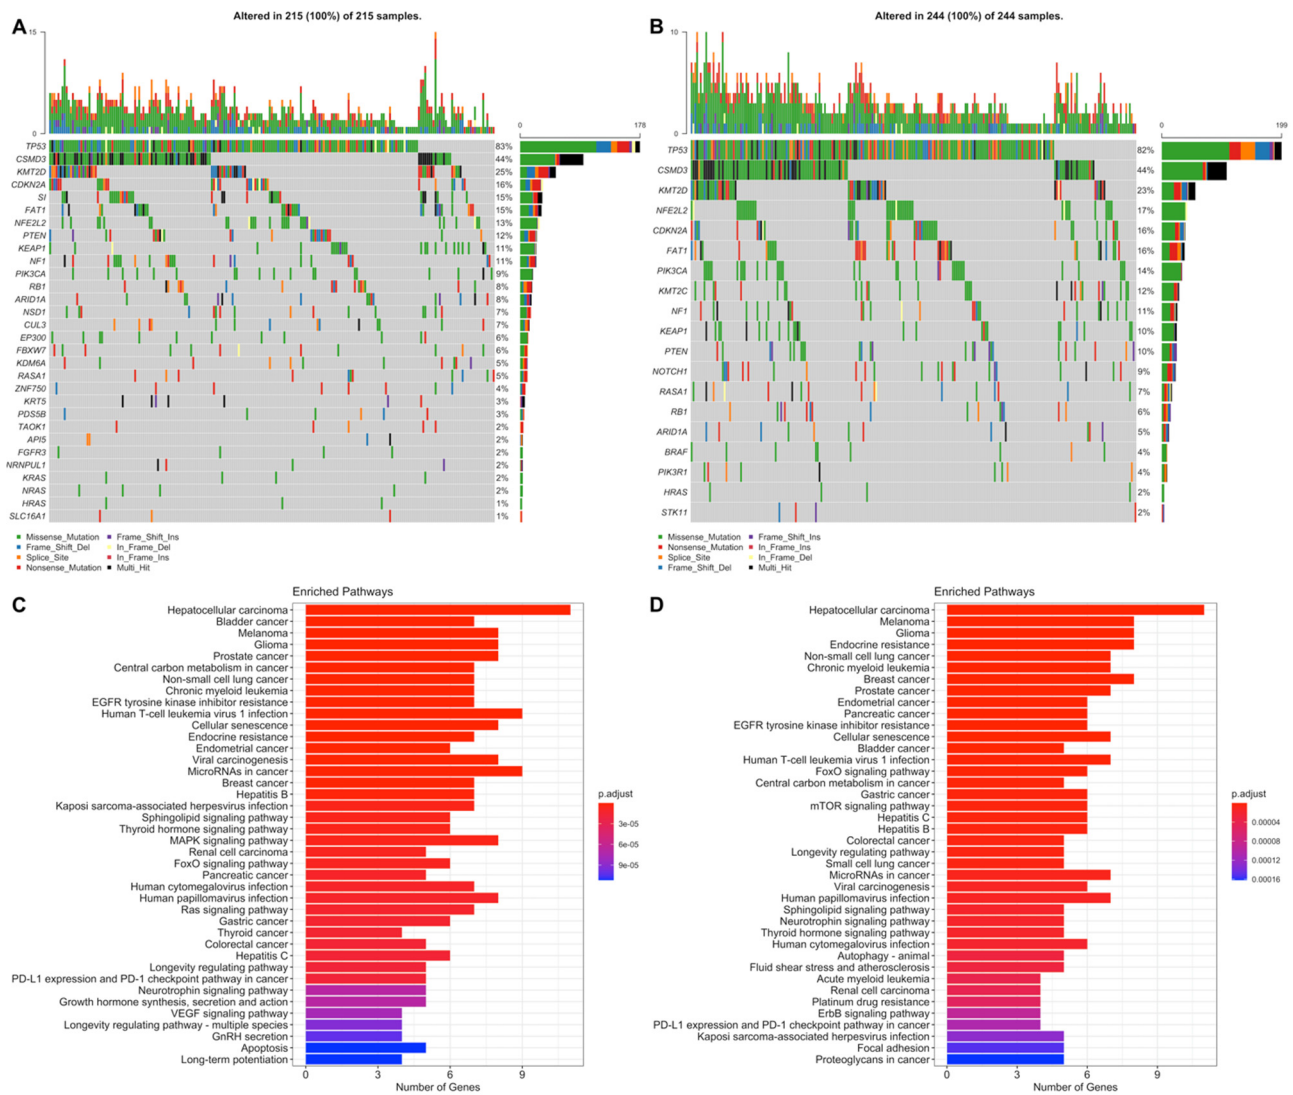 A
Altered in 215 (100%) of 215 samples.
15
0
0 178
TP53 83%
CSMD3 44%
KMT2D 25%
CDKN2A 16%
SI 15%
FAT1 15%
NFE2L2 13%
PTEN 12%
KEAP1 11%
NF1 11%
PIK3CA 9%
RB1 8%
ARID1A 8%
NSD1 7%
CUL3 7%
EP300 6%
FBXW7 6%
KDM6A 5%
RASA1 5%
ZNF750 4%
KRT5 3%
PDS5B 3%
TAOK1 2%
API5 2%
FGFR3 2%
NRNPUL1 2%
KRAS 2%
NRAS 2%
HRAS 1%
SLC16A1 1%
Missense_Mutation Frame_Shift_Ins
Frame_Shift_Del In_Frame_Del
Splice_Site In_Frame_Ins
Nonsense_Mutation Multi_Hit
B
Altered in 244 (100%) of 244 samples.
10
0
0 199
TP53 82%
CSMD3 44%
KMT2D 23%
NFE2L2 17%
CDKN2A 16%
FAT1 16%
PIK3CA 14%
KMT2C 12%
NF1 11%
KEAP1 10%
PTEN 10%
NOTCH1 9%
RASA1 7%
RB1 6%
ARID1A 5%
BRAF 4%
PIK3R1 4%
HRAS 2%
STK11 2%
Missense_Mutation Frame_Shift_Ins
Nonsense_Mutation In_Frame_Ins
Splice_Site In_Frame_Del
Frame_Shift_Del Multi_Hit
C
Enriched Pathways
Hepatocellular carcinoma
Bladder cancer
Melanoma
Glioma
Prostate cancer
Central carbon metabolism in cancer
Non-small cell lung cancer
Chronic myeloid leukemia
EGFR tyrosine kinase inhibitor resistance
Human T-cell leukemia virus 1 infection
Cellular senescence
Endocrine resistance
Endometrial cancer
Viral carcinogenesis
MicroRNAs in cancer
Breast cancer
Hepatitis B
Kaposi sarcoma-associated herpesvirus infection
Sphingolipid signaling pathway
Thyroid hormone signaling pathway
MAPK signaling pathway
Renal cell carcinoma
FoxO signaling pathway
Pancreatic cancer
Human cytomegalovirus infection
Human papillomavirus infection
Ras signaling pathway
Gastric cancer
Thyroid cancer
Colorectal cancer
Hepatitis C
Longevity regulating pathway
PD-L1 expression and PD-1 checkpoint pathway in cancer
Neurotrophin signaling pathway
Growth hormone synthesis, secretion and action
VEGF signaling pathway
Longevity regulating pathway - multiple species
GnRH secretion
Apoptosis
Long-term potentiation
0 3 6 9
Number of Genes
p.adjust
3e-05
6e-05
9e-05
D
Enriched Pathways
Hepatocellular carcinoma
Melanoma
Glioma
Endocrine resistance
Non-small cell lung cancer
Chronic myeloid leukemia
Breast cancer
Prostate cancer
Endometrial cancer
Pancreatic cancer
EGFR tyrosine kinase inhibitor resistance
Cellular senescence
Bladder cancer
Human T-cell leukemia virus 1 infection
FoxO signaling pathway
Central carbon metabolism in cancer
Gastric cancer
mTOR signaling pathway
Hepatitis C
Hepatitis B
Colorectal cancer
Longevity regulating pathway
Small cell lung cancer
MicroRNAs in cancer
Viral carcinogenesis
Human papillomavirus infection
Sphingolipid signaling pathway
Neurotrophin signaling pathway
Thyroid hormone signaling pathway
Human cytomegalovirus infection
Autophagy - animal
Fluid shear stress and atherosclerosis
Acute myeloid leukemia
Renal cell carcinoma
Platinum drug resistance
ErbB signaling pathway
PD-L1 expression and PD-1 checkpoint pathway in cancer
Kaposi sarcoma-associated herpesvirus infection
Focal adhesion
Proteoglycans in cancer
0 3 6 9
Number of Genes
p.adjust
0.00004
0.00008
0.00012
0.00016